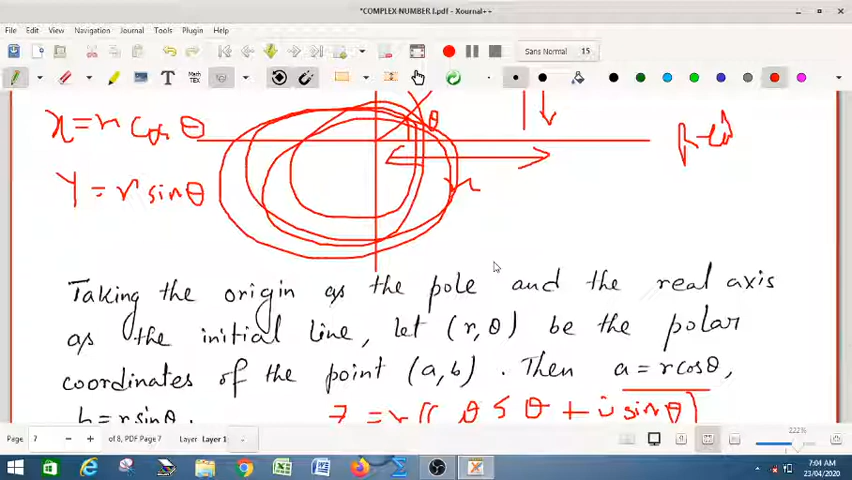 *COMPLEX NUMBER I.pdf - Xournal++
File Edit View Navigation Journal Tools Plugin Help
Sans Normal 15
x = r cos θ
θ
Y = r sin θ
Taking the origin as the pole and the real axis
as the initial line, let (r, θ) be the polar
coordinates of the point (a, b). Then a = r cos θ,
b = r sin θ.
Page 7 of 8, PDF Page 7 Layer Layer 1
222%
7:04 AM
23/04/2020